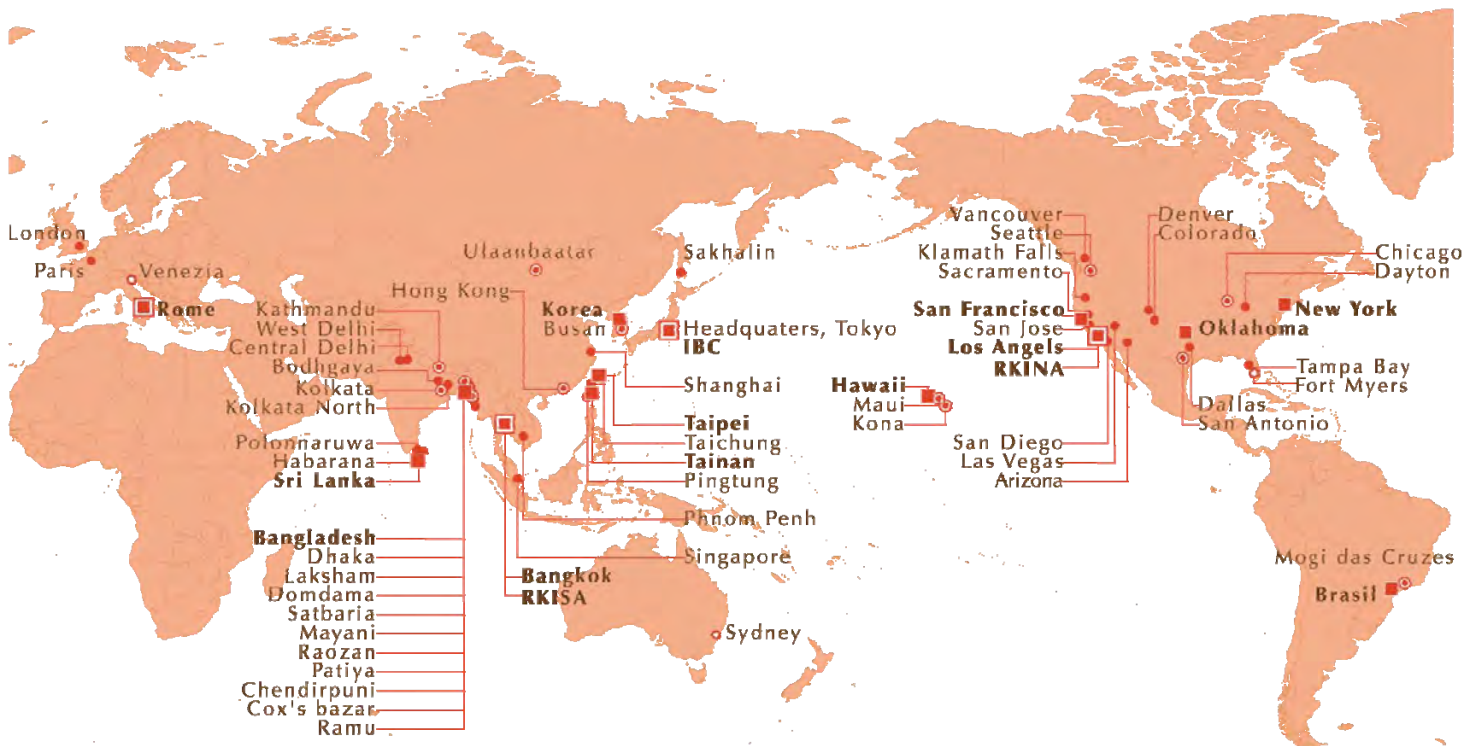 London
Paris
Venezia
Rome
Kathmandu
West Delhi
Central Delhi
Bodhgaya
Kolkata
Kolkata North
Polonnaruwa
Habarana
Sri Lanka
Bangladesh
Dhaka
Laksham
Domdama
Satbaria
Mayani
Raozan
Patiya
Chendirpuni
Cox's bazar
Ramu
Ulaanbaatar
Hong Kong
Sakhalin
Korea
Busan
Headquaters, Tokyo
IBC
Shanghai
Taipei
Taichung
Tainan
Pingtung
Phnom Penh
Singapore
Bangkok
RKISA
Sydney
Hawaii
Maui
Kona
Vancouver
Seattle
Klamath Falls
Sacramento
San Francisco
San Jose
Los Angels
RKINA
San Diego
Las Vegas
Arizona
Denver
Colorado
Chicago
Dayton
New York
Oklahoma
Tampa Bay
Fort Myers
Dallas
San Antonio
Mogi das Cruzes
Brasil